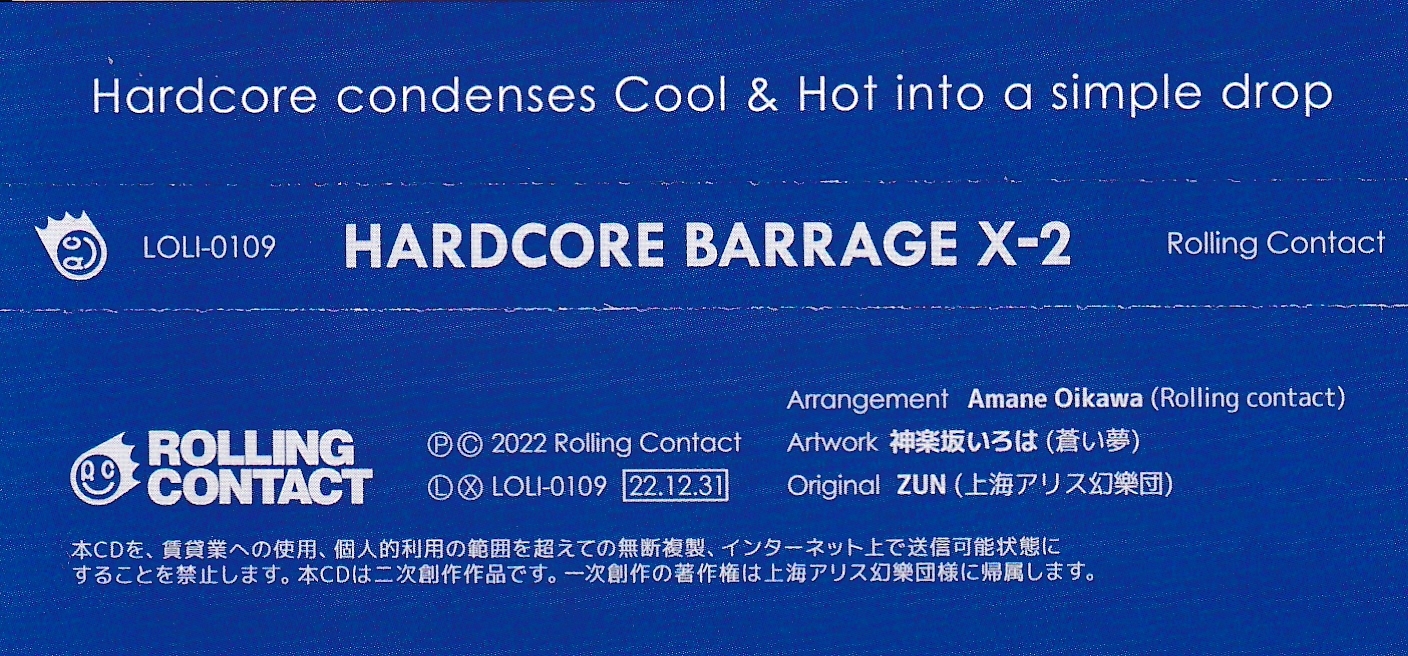 Hardcore condenses Cool & Hot into a simple drop
LOLI-0109 HARDCORE BARRAGE X-2 Rolling Contact
ROLLING
CONTACT
Ⓟ© 2022 Rolling Contact
ⓁⓍ LOLI-0109 22.12.31
Arrangement Amane Oikawa (Rolling contact)
Artwork 神楽坂いろは (蒼い夢)
Original ZUN (上海アリス幻樂団)
本CDを、賃貸業への使用、個人的利用の範囲を超えての無断複製、インターネット上で送信可能状態に
することを禁止します。本CDは二次創作作品です。一次創作の著作権は上海アリス幻樂団様に帰属します。